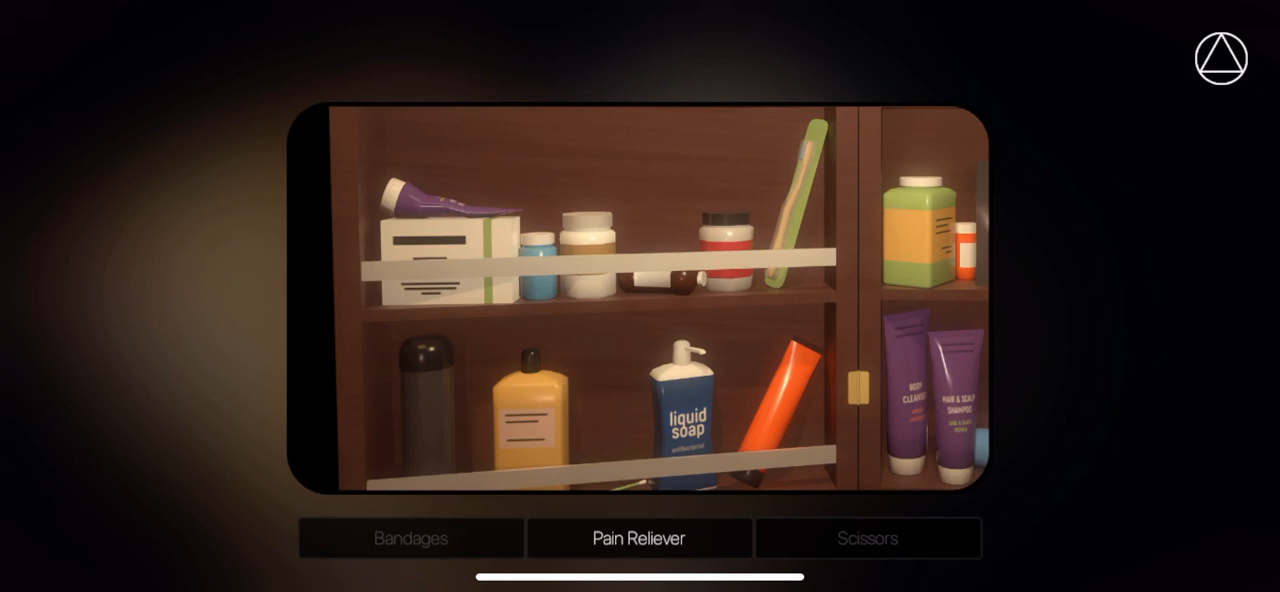 liquid
soap
antibacterial
BODY
CLEANSER
HAIR & SCALP
SHAMPOO
Bandages
Pain Reliever
Scissors